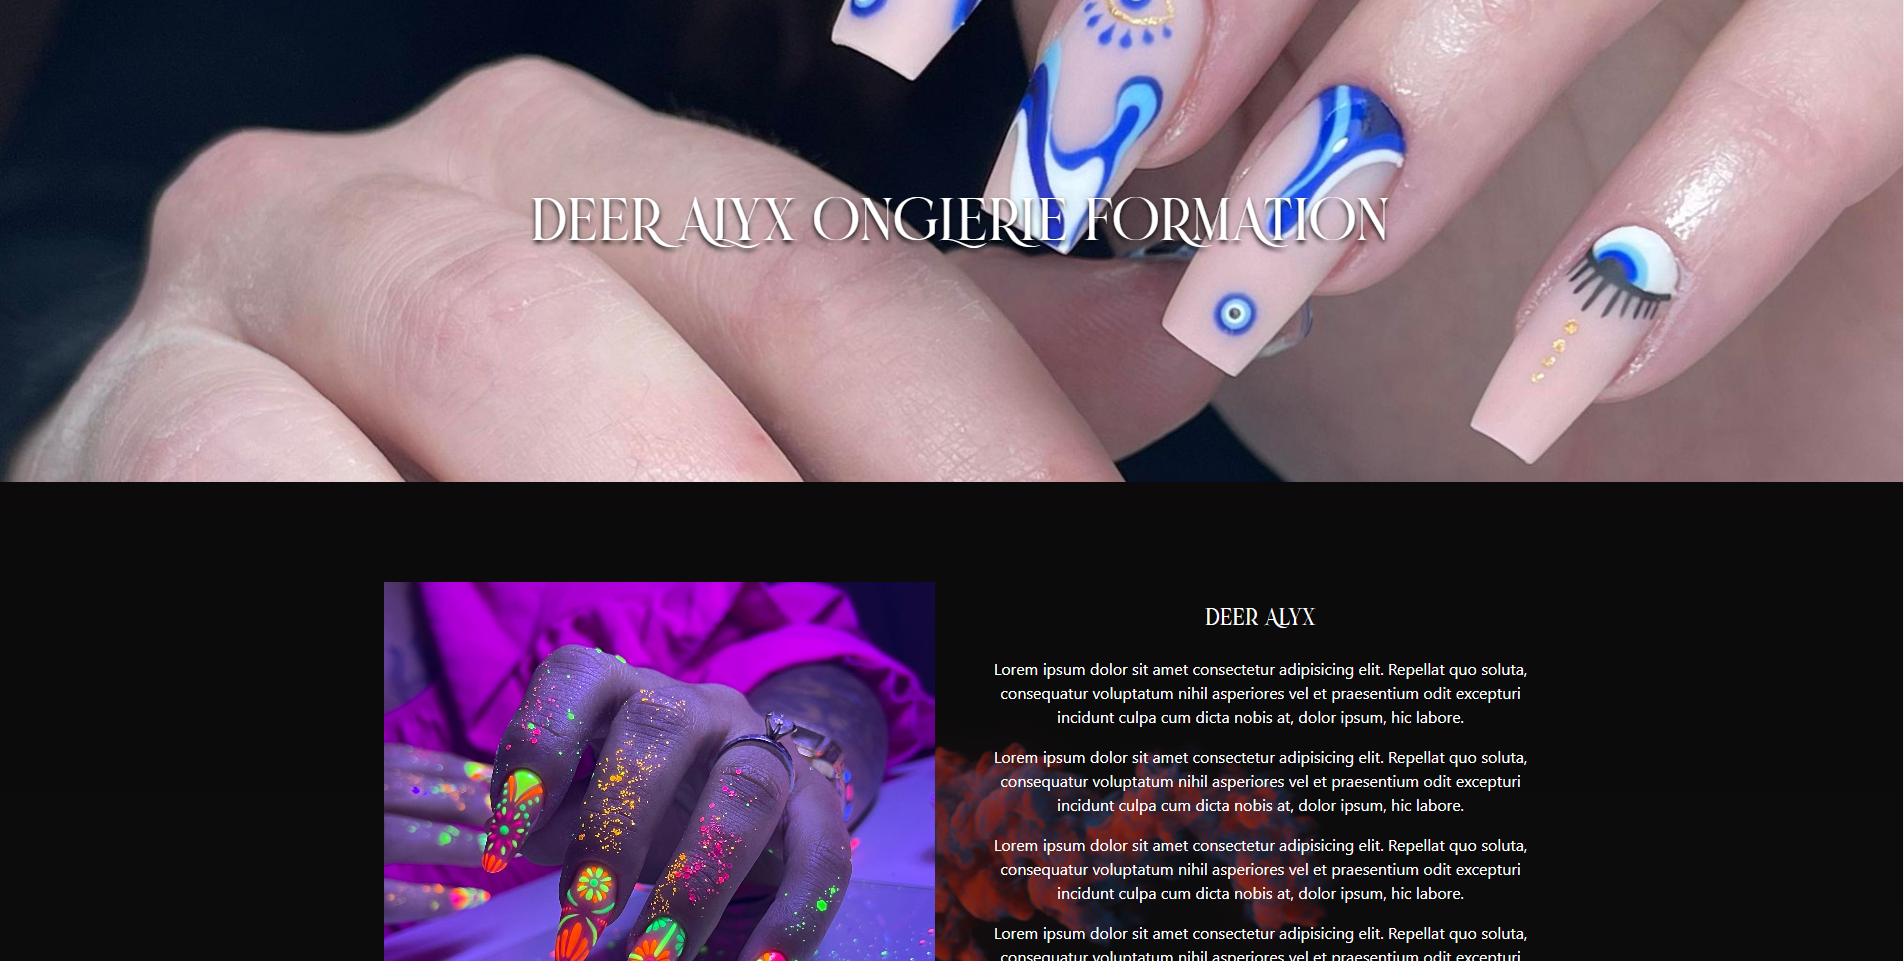 DEER ALYX ONGLERIE FORMATION
DEER ALYX
Lorem ipsum dolor sit amet consectetur adipisicing elit. Repellat quo soluta,
consequatur voluptatum nihil asperiores vel et praesentium odit excepturi
incidunt culpa cum dicta nobis at, dolor ipsum, hic labore.
Lorem ipsum dolor sit amet consectetur adipisicing elit. Repellat quo soluta,
consequatur voluptatum nihil asperiores vel et praesentium odit excepturi
incidunt culpa cum dicta nobis at, dolor ipsum, hic labore.
Lorem ipsum dolor sit amet consectetur adipisicing elit. Repellat quo soluta,
consequatur voluptatum nihil asperiores vel et praesentium odit excepturi
incidunt culpa cum dicta nobis at, dolor ipsum, hic labore.
Lorem ipsum dolor sit amet consectetur adipisicing elit. Repellat quo soluta,
consequatur voluptatum nihil asperiores vel et praesentium odit excepturi